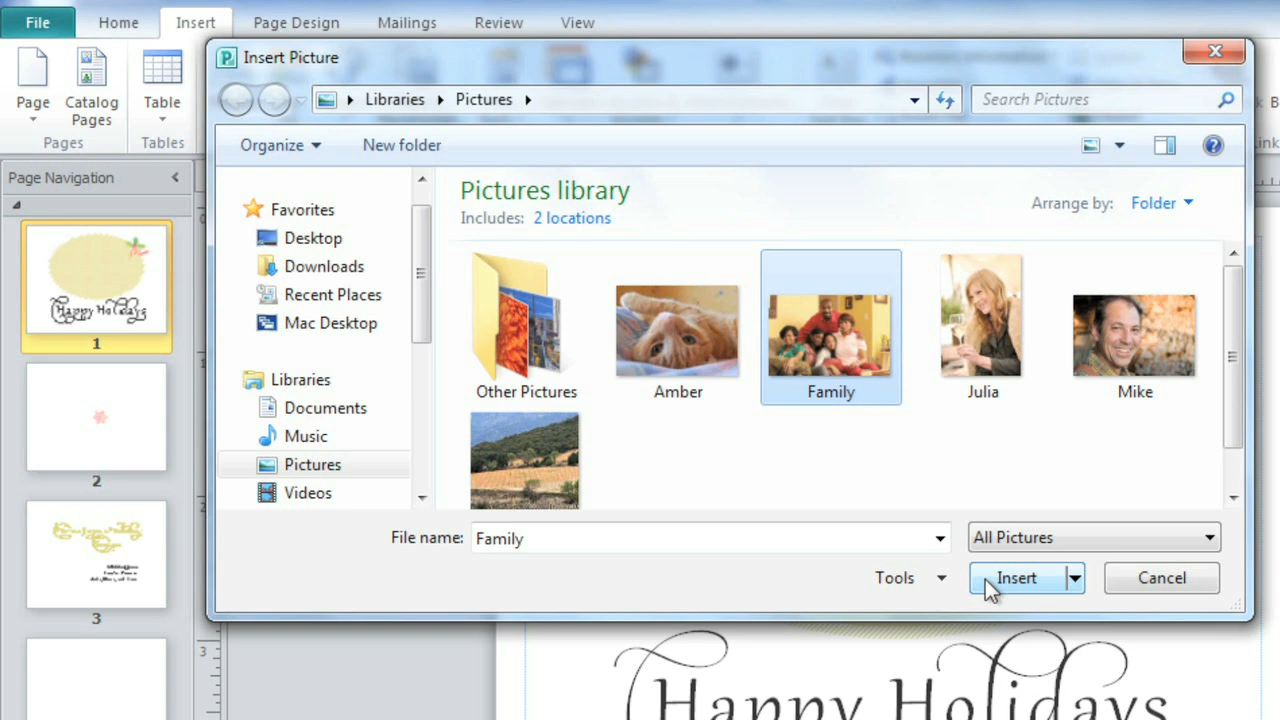 File Home Insert Page Design Mailings Review View
Insert Picture
Page
Catalog Pages
Table
Pages
Tables
Page Navigation
Libraries Pictures
Search Pictures
Organize New folder
Favorites
Desktop
Downloads
Recent Places
Mac Desktop
Libraries
Documents
Music
Pictures
Videos
Pictures library
Includes: 2 locations
Arrange by: Folder
Other Pictures
Amber
Family
Julia
Mike
File name: Family
All Pictures
Tools
Insert
Cancel
Happy Holidays
1
2
3
3
Happy Holidays